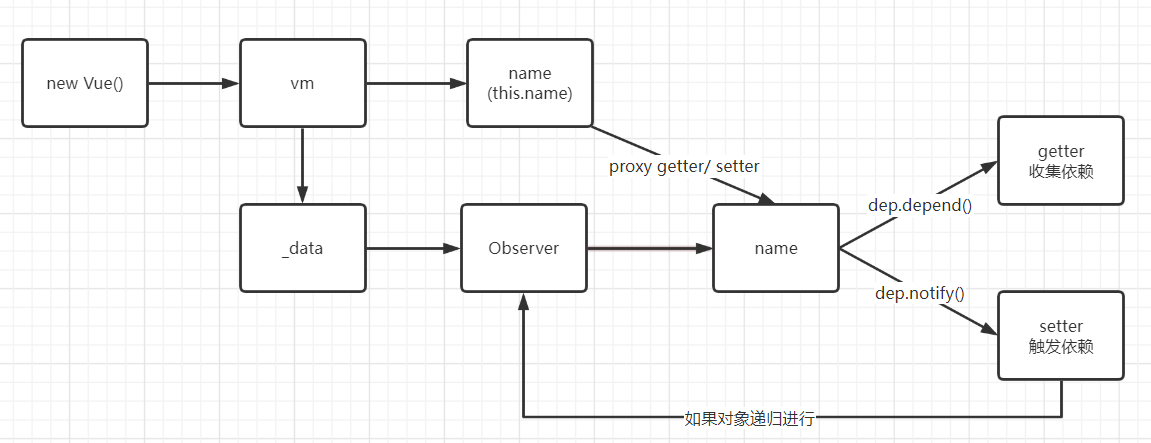 new Vue()
vm
name
(this.name)
proxy getter/ setter
getter
收集依赖
dep.depend()
_data
Observer
name
dep.notify()
setter
触发依赖
如果对象递归进行